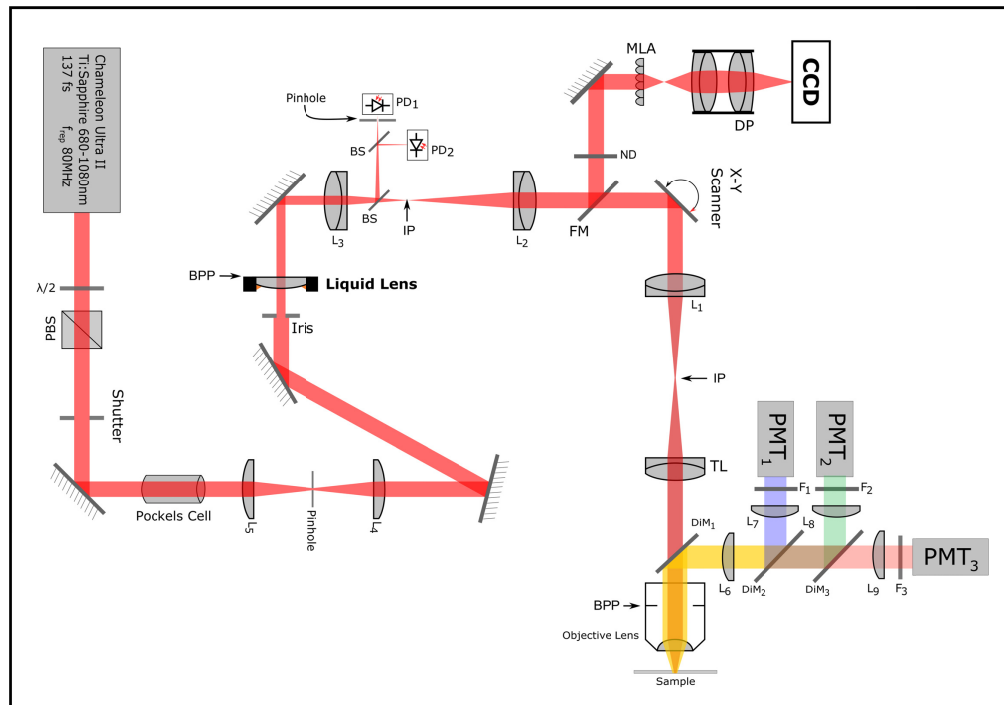 Chameleon Ultra II
Ti:Sapphire 680-1080nm
137 fs
f_rep 80MHz
λ/2
PBS
Shutter
Pockels Cell
L5
Pinhole
L4
Iris
BPP
Liquid Lens
Pinhole
PD1
PD2
BS
BS
L3
IP
L2
FM
ND
MLA
DP
CCD
X-Y
Scanner
L1
IP
TL
DiM1
BPP
Objective Lens
Sample
L6
DiM2
DiM3
L7
L8
L9
F1
F2
F3
PMT1
PMT2
PMT3